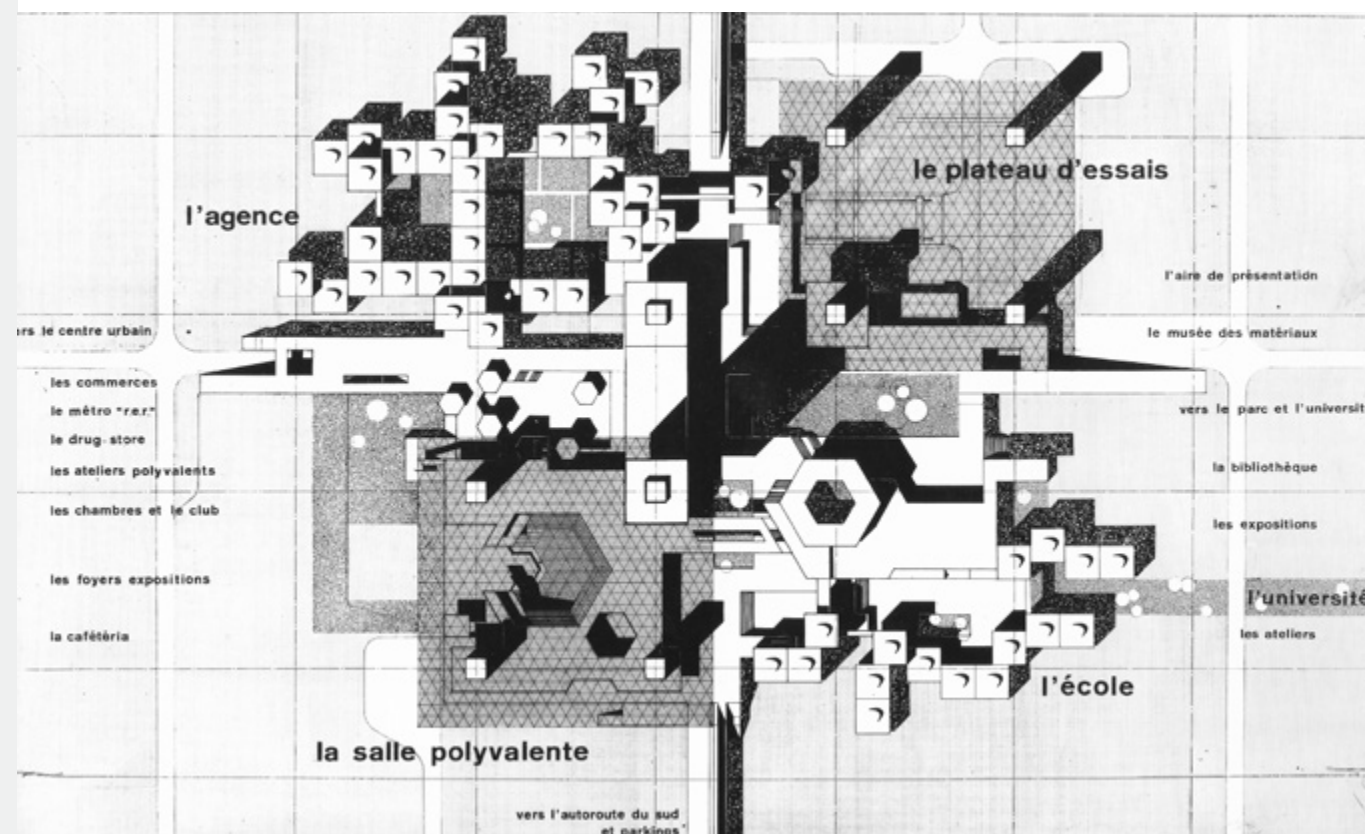 le plateau d'essais
l'agence
l'aire de présentation
rs le centre urbain
le musée des matériaux
les commerces
le métro "r.e.r."
vers le parc et l'universit
le drug-store
la bibliothèque
les ateliers polyvalents
les chambres et le club
les expositions
les foyers expositions
l'université
la cafétéria
les ateliers
l'école
la salle polyvalente
vers l'autoroute du sud
et parkings